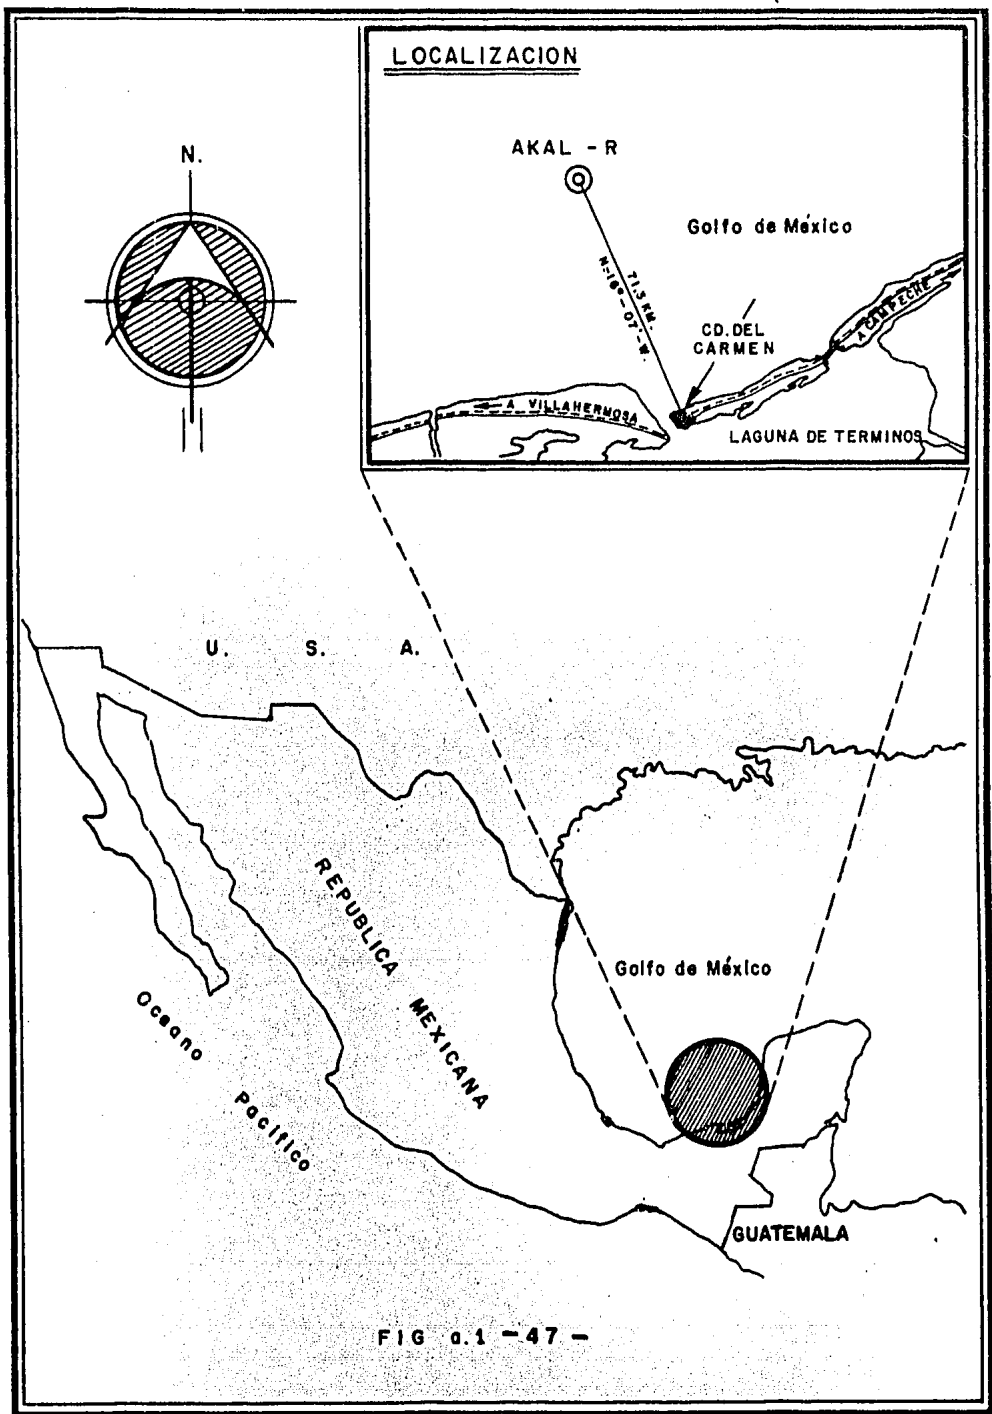 LOCALIZACION
N.
AKAL - R
Golfo de México
71.3 KM.
N=16°-07'-W.
CD. DEL
CARMEN
A CAMPECHE
A VILLAHERMOSA
LAGUNA DE TERMINOS
U. S. A.
REPUBLICA MEXICANA
Golfo de México
Oceano Pacifico
GUATEMALA
FIG a.1 -47-